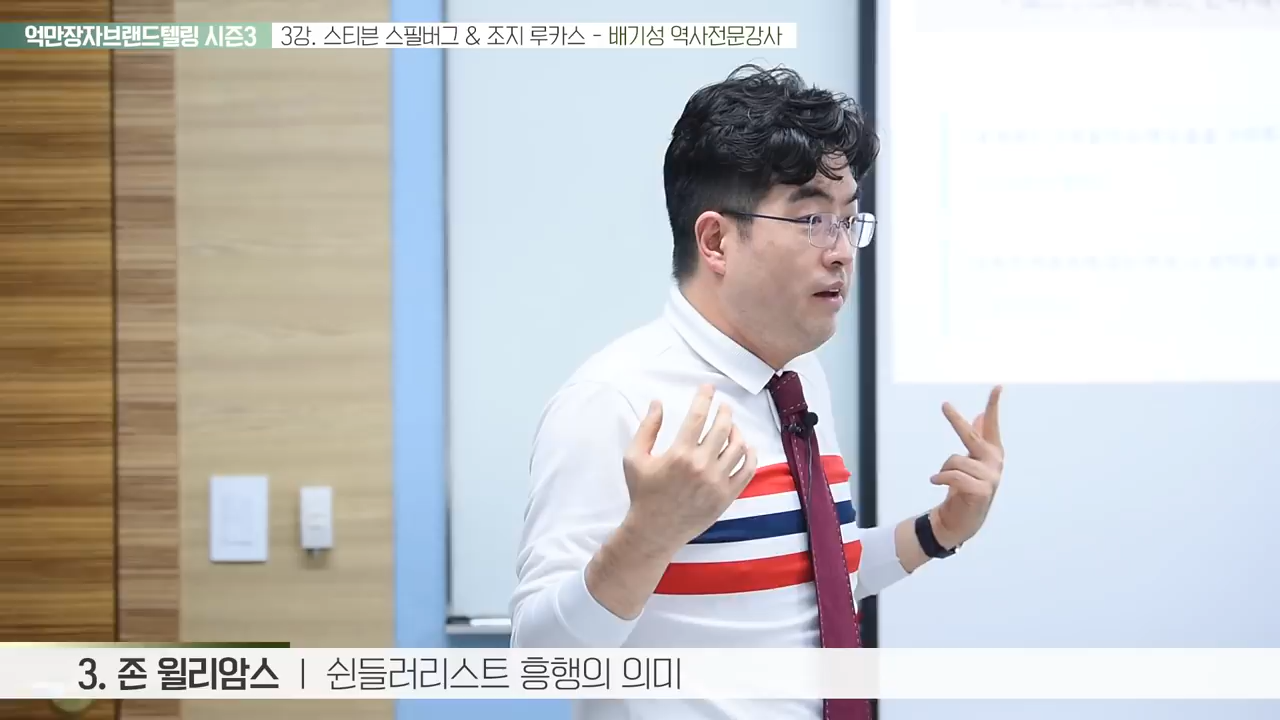 억만장자브랜드텔링 시즌3 3강. 스티븐 스필버그 & 조지 루카스 - 배기성 역사전문강사
3. 존 윌리암스 | 쉰들러리스트 흥행의 의미